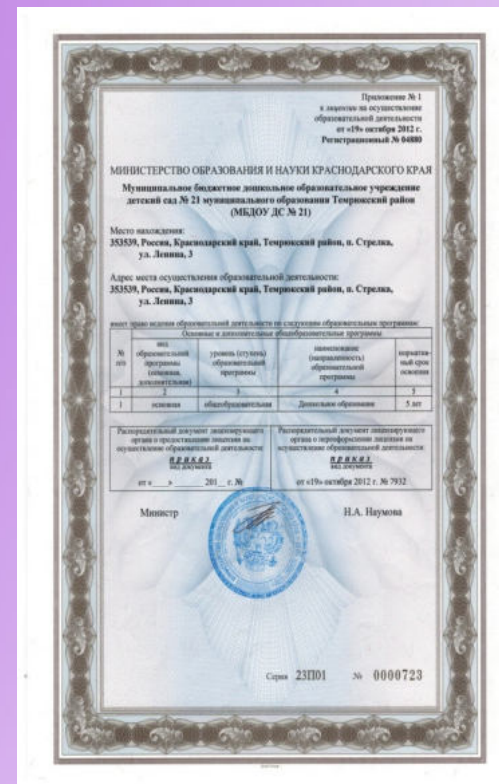 Приложение № 1
к лицензии на осуществление
образовательной деятельности
от «19» октября 2012 г.
Регистрационный № 04880
МИНИСТЕРСТВО ОБРАЗОВАНИЯ И НАУКИ КРАСНОДАРСКОГО КРАЯ
Муниципальное бюджетное дошкольное образовательное учреждение
детский сад № 21 муниципального образования Темрюкский район
(МБДОУ ДС № 21)
Место нахождения:
353539, Россия, Краснодарский край, Темрюкский район, п. Стрелка,
ул. Ленина, 3
Адрес места осуществления образовательной деятельности:
353539, Россия, Краснодарский край, Темрюкский район, п. Стрелка,
ул. Ленина, 3
имеет право ведения образовательной деятельности по следующим образовательным программам:
Основные и дополнительные общеобразовательные программы
№ п/п
вид образовательной программы (основная, дополнительная)
уровень (ступень) образовательной программы
наименование (направленность) образовательной программы
норматив-ный срок освоения
1 2 3 4 5
1 основная общеобразовательная Дошкольное образование 5 лет
Распорядительный документ лицензирующего
органа о предоставлении лицензии на
осуществление образовательной деятельности:
приказ
вид документа
от « » 201_ г. №
Распорядительный документ лицензирующего
органа о переоформлении лицензии на
осуществление образовательной деятельности:
приказ
вид документа
от «19» октября 2012 г. № 7932
Министр Н.А. Наумова
Серия 23П01 № 0000723